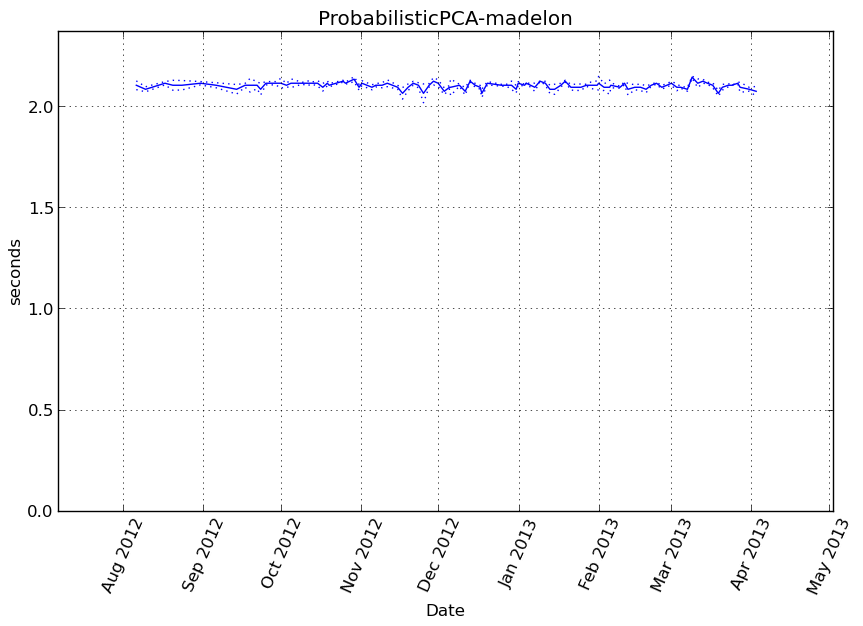 ProbabilisticPCA-madelon
2.0
1.5
1.0
0.5
0.0
seconds
Aug 2012
Sep 2012
Oct 2012
Nov 2012
Dec 2012
Jan 2013
Feb 2013
Mar 2013
Apr 2013
May 2013
Date